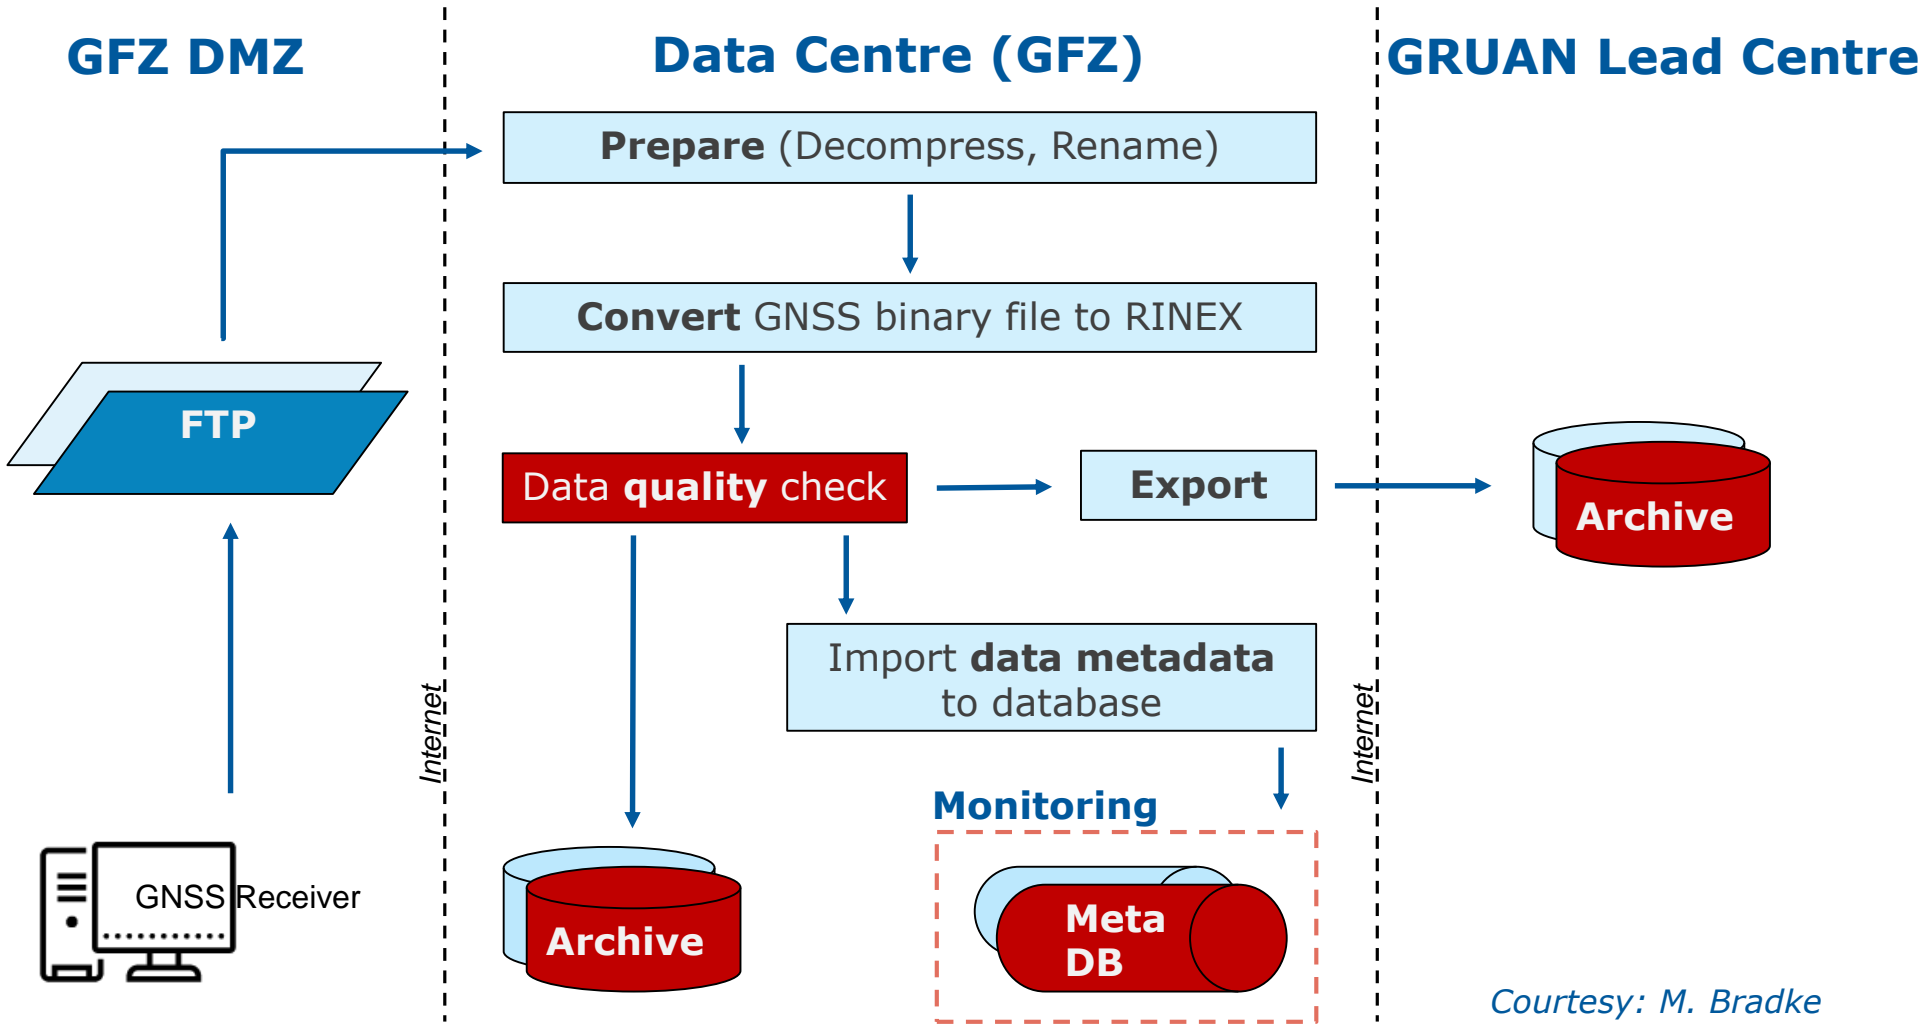 GFZ DMZ
Data Centre (GFZ)
GRUAN Lead Centre
Prepare (Decompress, Rename)
Convert GNSS binary file to RINEX
FTP
Data quality check
Export
Archive
Import data metadata
to database
Internet
Internet
Monitoring
GNSS Receiver
Archive
Meta
DB
Courtesy: M. Bradke